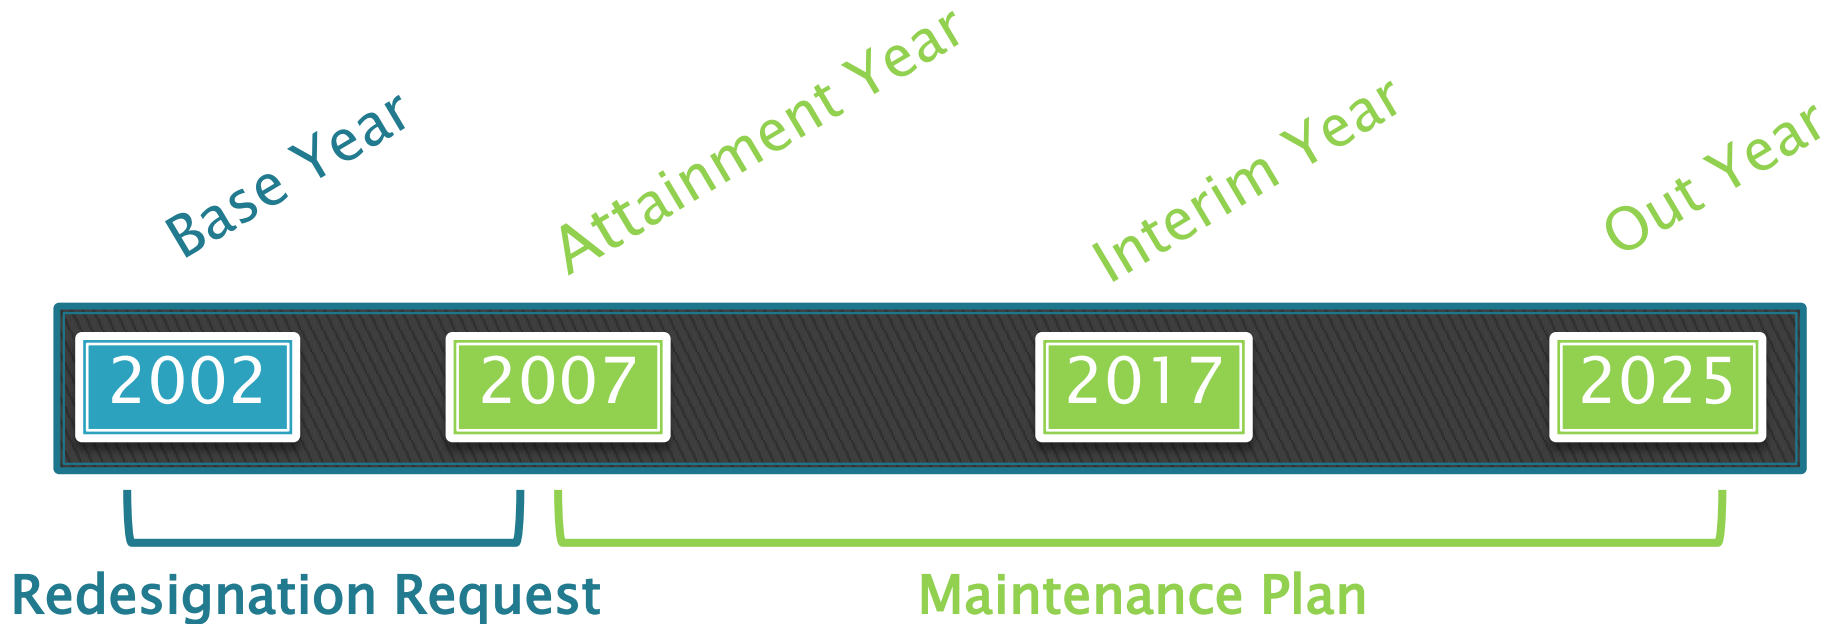 Base Year
Attainment Year
Interim Year
Out Year
2002
2007
2017
2025
Redesignation Request
Maintenance Plan